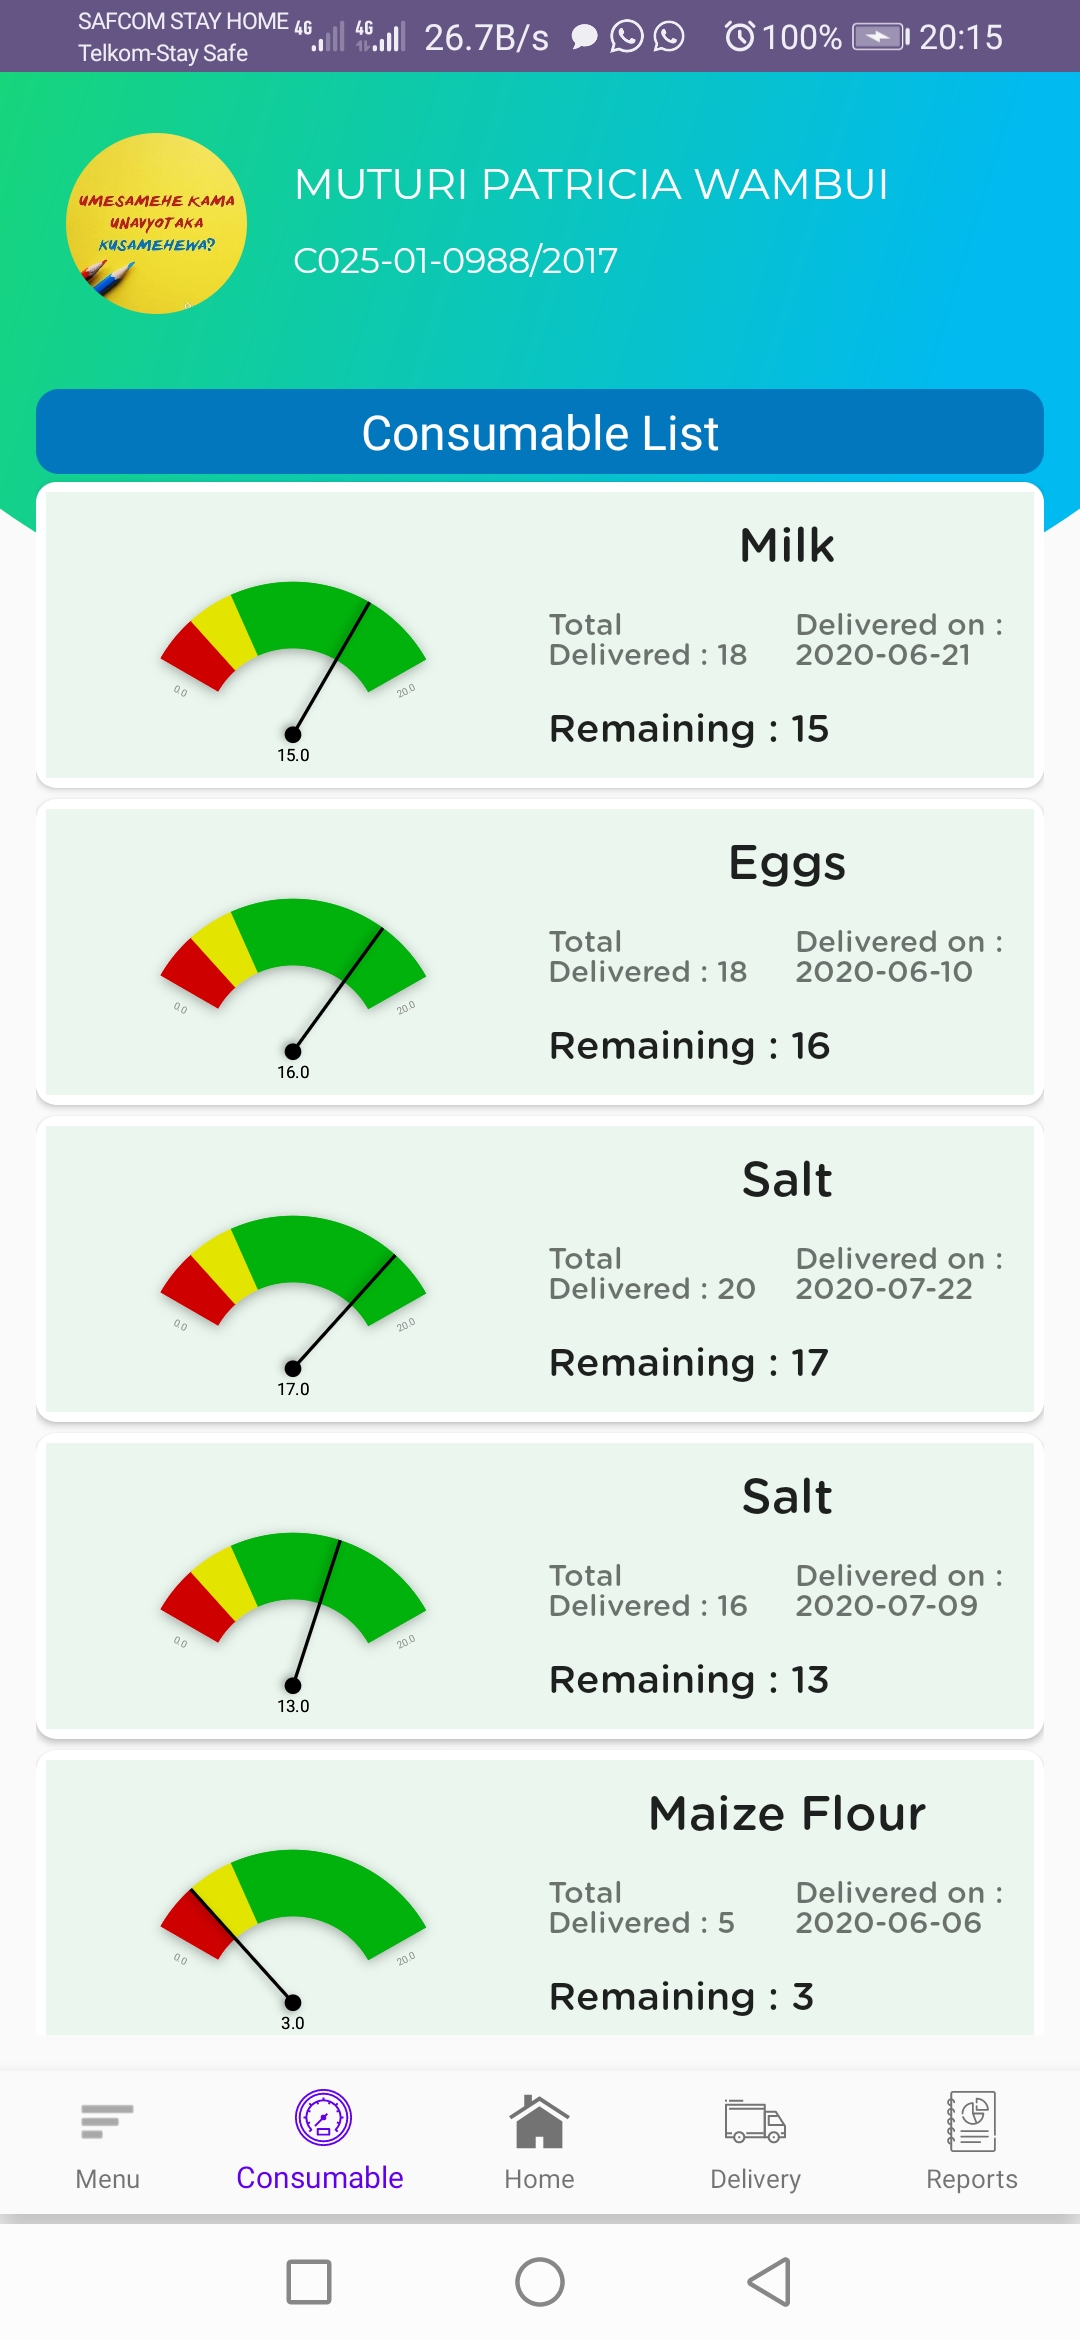 SAFCOM STAY HOME
Telkom-Stay Safe
4G 4G 26.7B/s 100% 20:15
UMESAMEHE KAMA
UNAVYOTAKA
KUSAMEHEWA?
MUTURI PATRICIA WAMBUI
C025-01-0988/2017
Consumable List
Milk
Total
Delivered : 18
Delivered on :
2020-06-21
Remaining : 15
0.0
20.0
15.0
Eggs
Total
Delivered : 18
Delivered on :
2020-06-10
Remaining : 16
0.0
20.0
16.0
Salt
Total
Delivered : 20
Delivered on :
2020-07-22
Remaining : 17
0.0
20.0
17.0
Salt
Total
Delivered : 16
Delivered on :
2020-07-09
Remaining : 13
0.0
20.0
13.0
Maize Flour
Total
Delivered : 5
Delivered on :
2020-06-06
Remaining : 3
0.0
20.0
3.0
Menu
Consumable
Home
Delivery
Reports